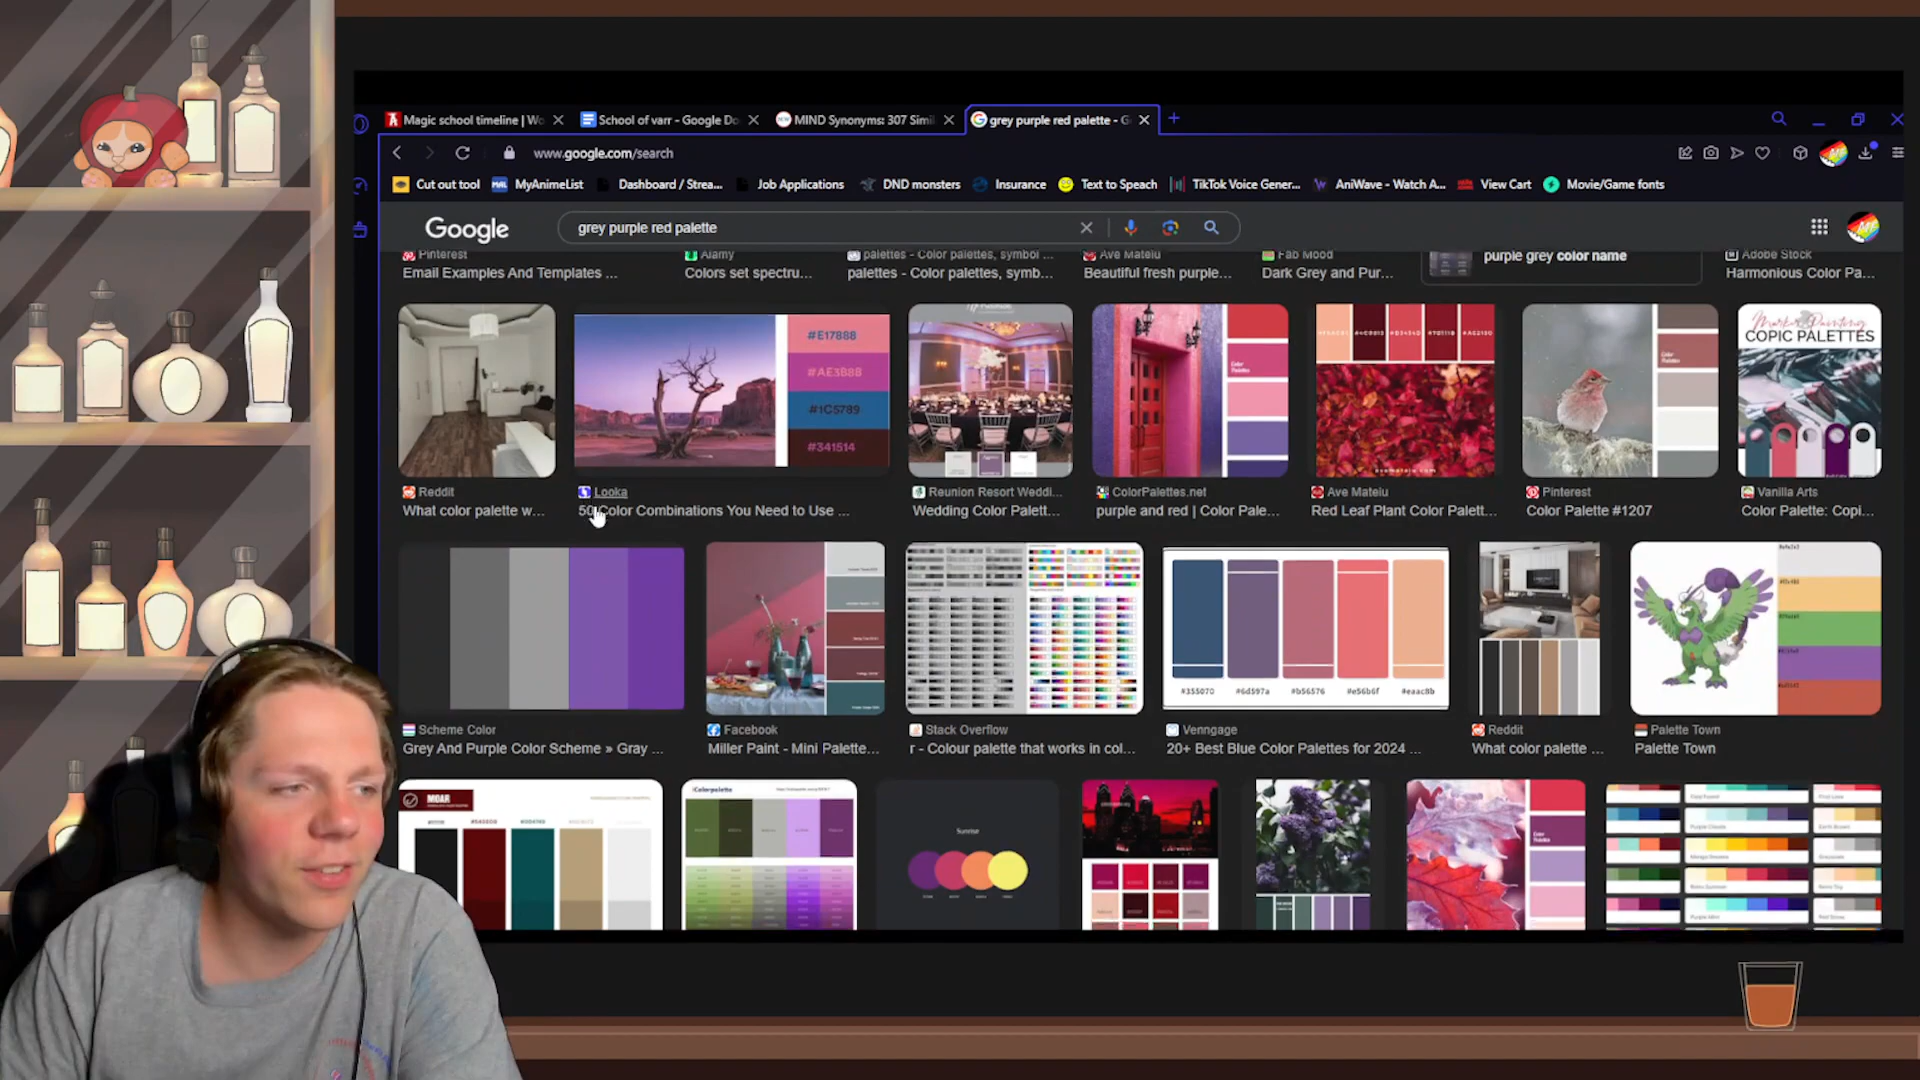 Magic school timeline | Wo
School of varr - Google Do
MIND Synonyms: 307 Simil
grey purple red palette - G
www.google.com/search
Cut out tool
MyAnimeList
Dashboard / Strea...
Job Applications
DND monsters
Insurance
Text to Speach
TikTok Voice Gener...
AniWave - Watch A...
View Cart
Movie/Game fonts
Google
grey purple red palette
Pinterest
Email Examples And Templates ...
Alamy
Colors set spectru...
palettes - Color palettes, symbol ...
palettes - Color palettes, symb...
Ave Mateiu
Beautiful fresh purple...
Fab Mood
Dark Grey and Pur...
purple grey color name
Adobe Stock
Harmonious Color Pa...
#E17888
#AE3B8B
#1C5789
#341514
COPIC PALETTES
Reddit
What color palette w...
Looka
50 Color Combinations You Need to Use ...
Reunion Resort Weddi...
Wedding Color Palett...
ColorPalettes.net
purple and red | Color Pale...
Ave Mateiu
Red Leaf Plant Color Palett...
Pinterest
Color Palette #1207
Vanilla Arts
Color Palette: Copi...
#355070
#6d597a
#b56576
#e56b6f
#eaac8b
Scheme Color
Grey And Purple Color Scheme » Gray ...
Facebook
Miller Paint - Mini Palette...
Stack Overflow
r - Colour palette that works in col...
Venngage
20+ Best Blue Color Palettes for 2024 ...
Reddit
What color palette ...
Palette Town
Palette Town
MOAR
Sunrise